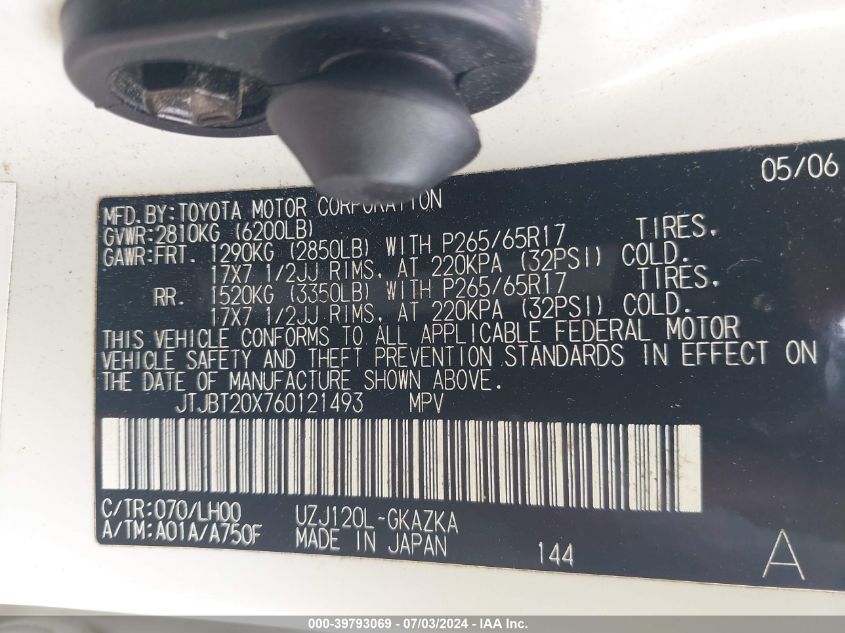 05/06
MFD.BY:TOYOTA MOTOR CORPORATION
GVWR:2810KG (6200LB)
GAWR:FRT. 1290KG (2850LB) WITH P265/65R17 TIRES,
17X7 1/2JJ RIMS, AT 220KPA (32PSI) COLD.
RR. 1520KG (3350LB) WITH P265/65R17 TIRES,
17X7 1/2JJ RIMS, AT 220KPA (32PSI) COLD.
THIS VEHICLE CONFORMS TO ALL APPLICABLE FEDERAL MOTOR
VEHICLE SAFETY AND THEFT PREVENTION STANDARDS IN EFFECT ON
THE DATE OF MANUFACTURE SHOWN ABOVE.
JTJBT20X760121493 MPV
C/TR:070/LH00 UZJ120L-GKAZKA
A/TM:A01A/A750F MADE IN JAPAN 144 A
000-39793069 - 07/03/2024 - IAA Inc.